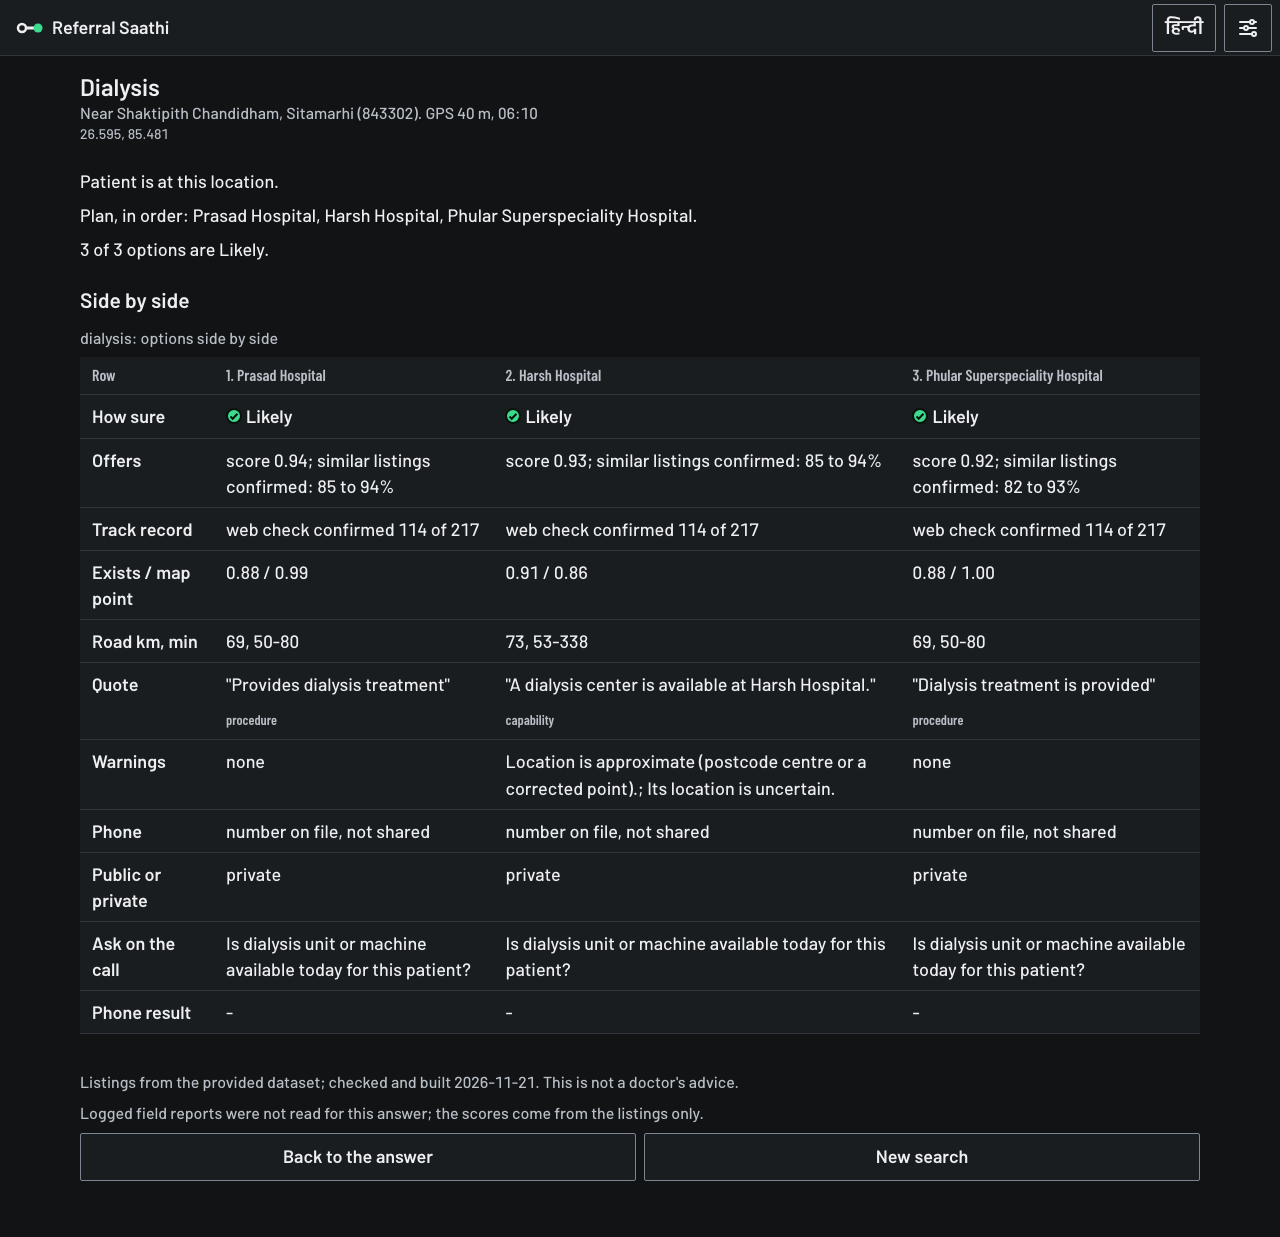 Referral Saathi
हिन्दी
Dialysis
Near Shaktipith Chandidham, Sitamarhi (843302). GPS 40 m, 06:10
26.595, 85.481
Patient is at this location.
Plan, in order: Prasad Hospital, Harsh Hospital, Phular Superspeciality Hospital.
3 of 3 options are Likely.
Side by side
dialysis: options side by side
Row 1. Prasad Hospital 2. Harsh Hospital 3. Phular Superspeciality Hospital
How sure Likely Likely Likely
Offers score 0.94; similar listings score 0.93; similar listings confirmed: 85 to 94% score 0.92; similar listings
confirmed: 85 to 94% confirmed: 82 to 93%
Track record web check confirmed 114 of 217 web check confirmed 114 of 217 web check confirmed 114 of 217
Exists / map 0.88 / 0.99 0.91 / 0.86 0.88 / 1.00
point
Road km, min 69, 50-80 73, 53-338 69, 50-80
Quote "Provides dialysis treatment" "A dialysis center is available at Harsh Hospital." "Dialysis treatment is provided"
procedure capability procedure
Warnings none Location is approximate (postcode centre or a none
corrected point).; Its location is uncertain.
Phone number on file, not shared number on file, not shared number on file, not shared
Public or private private private
private
Ask on the Is dialysis unit or machine Is dialysis unit or machine available today for this Is dialysis unit or machine available
call available today for this patient? patient? today for this patient?
Phone result - - -
Listings from the provided dataset; checked and built 2026-11-21. This is not a doctor's advice.
Logged field reports were not read for this answer; the scores come from the listings only.
Back to the answer New search